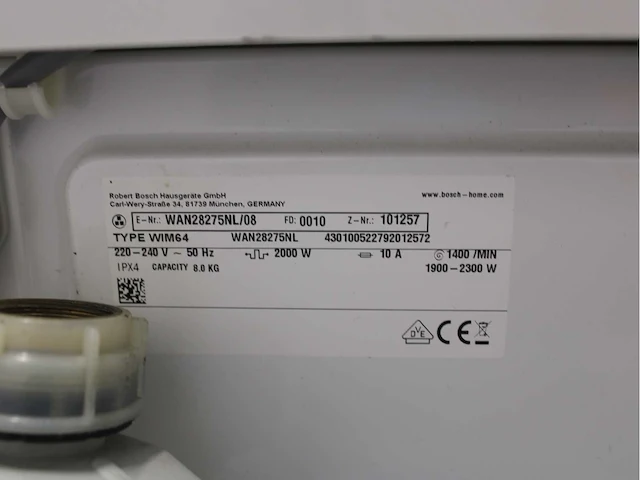 Robert Bosch Hausgeräte GmbH
Carl-Wery-Straße 34, 81739 München, GERMANY
www.bosch-home.com
E-Nr.: WAN28275NL/08 FD: 0010 Z-Nr.: 101257
TYPE WIM64 WAN28275NL 430100522792012572
220-240 V ~ 50 Hz 2000 W 10 A 1400 /MIN
IPX4 CAPACITY 8.0 KG 1900-2300 W
DVE CE